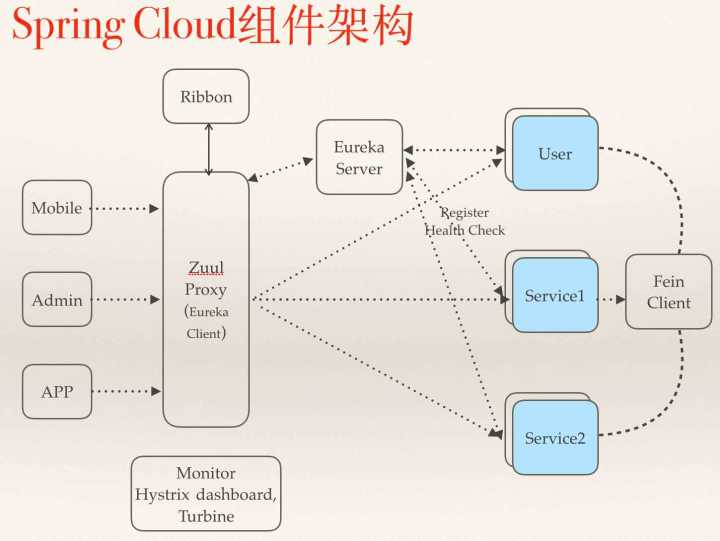 Spring Cloud组件架构
Ribbon
Eureka
Server
User
Mobile
Register
Health Check
Zuul
Proxy
(Eureka
Client)
Admin
Service1
Fein
Client
APP
Service2
Monitor
Hystrix dashboard,
Turbine